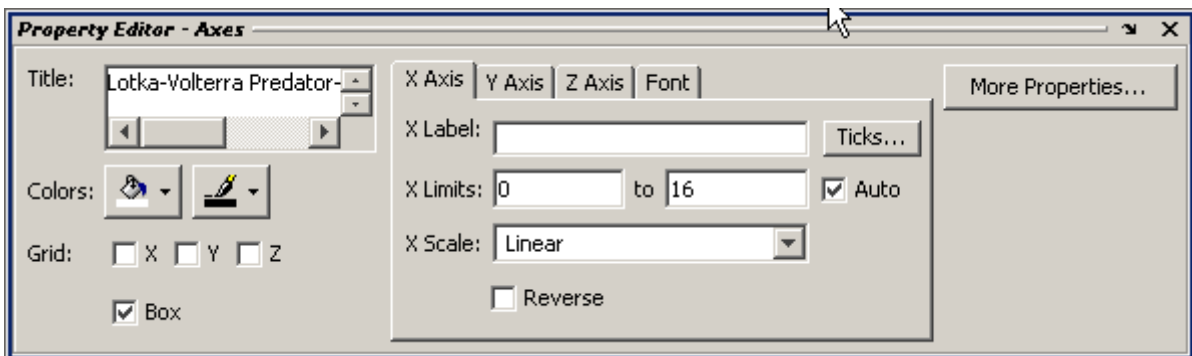 Property Editor - Axes
Title:
Lotka-Volterra Predator-
Colors:
Grid:
X Y Z
Box
X Axis Y Axis Z Axis Font
X Label:
Ticks...
X Limits: 0 to 16 Auto
X Scale: Linear
Reverse
More Properties...